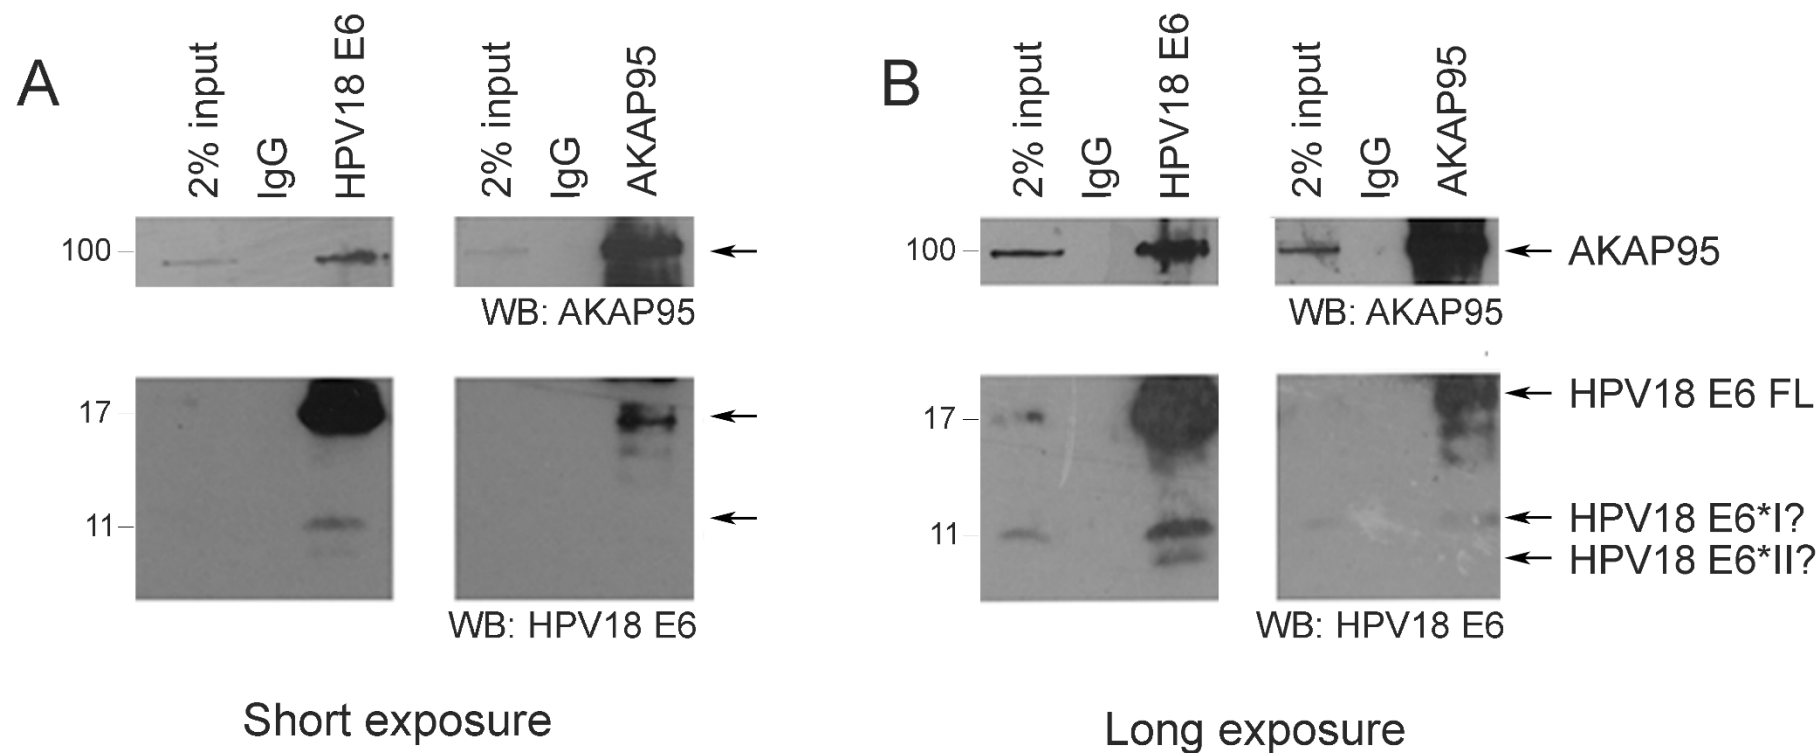 A
2% input
IgG
HPV18 E6
2% input
IgG
AKAP95
100
WB: AKAP95
17
11
WB: HPV18 E6
Short exposure
B
2% input
IgG
HPV18 E6
2% input
IgG
AKAP95
100
AKAP95
WB: AKAP95
17
HPV18 E6 FL
11
HPV18 E6*I?
HPV18 E6*II?
WB: HPV18 E6
Long exposure